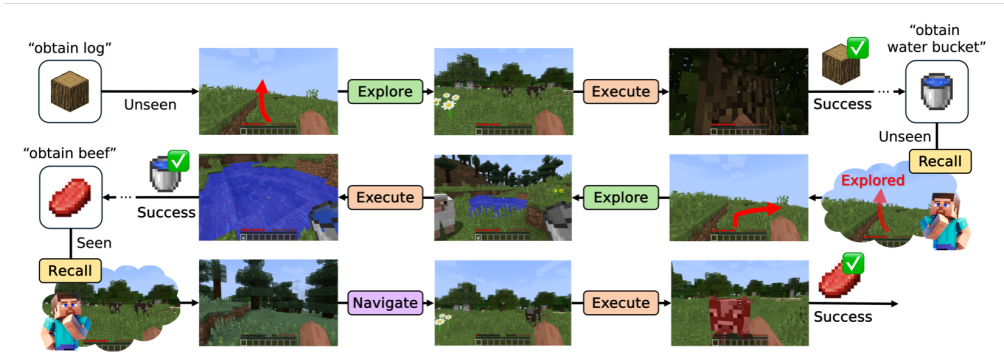 “obtain log”
Unseen
Explore
Execute
Success
...
“obtain
water bucket”
Unseen
Recall
Explored
Explore
Execute
Success
...
“obtain beef”
Seen
Recall
Navigate
Execute
Success